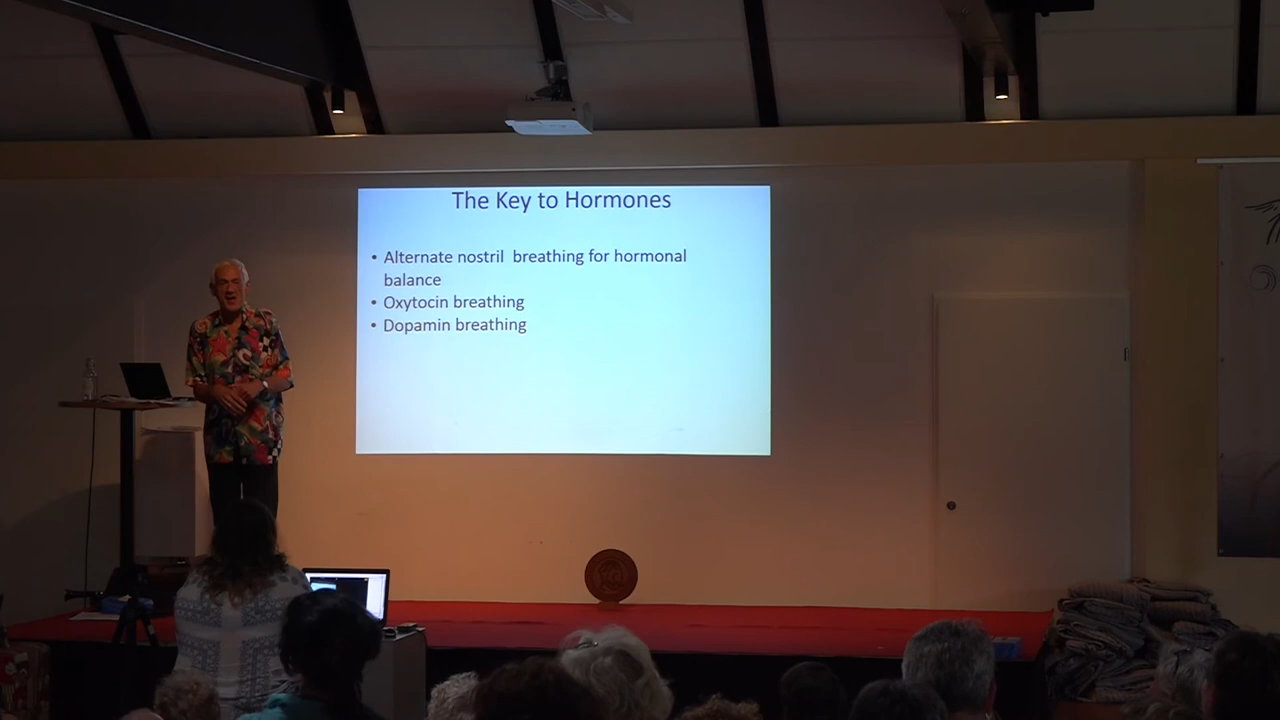 The Key to Hormones
• Alternate nostril breathing for hormonal
balance
• Oxytocin breathing
• Dopamin breathing